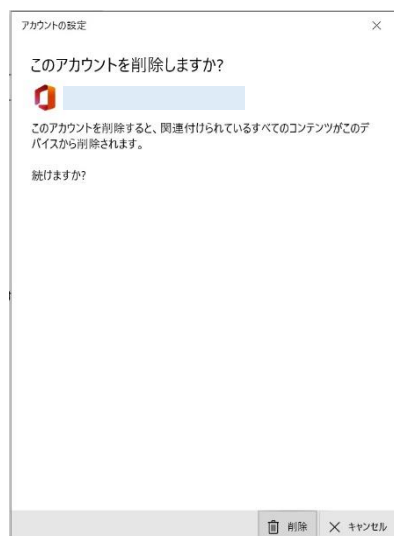 アカウントの設定
このアカウントを削除しますか?
このアカウントを削除すると、関連付けられているすべてのコンテンツがこのデ
バイスから削除されます。
続けますか?
削除 キャンセル